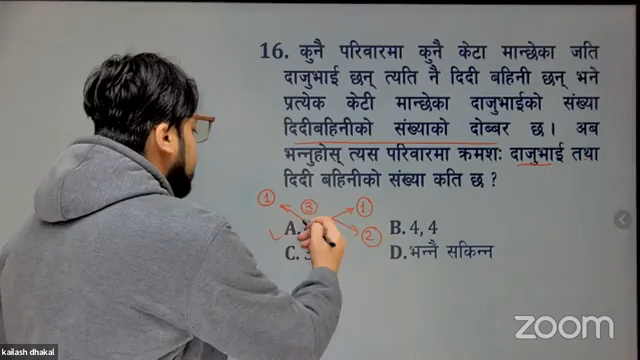 16. कुनै परिवारमा कुनै केटा मान्छेका जति
दाजुभाई छन् त्यति नै दिदी बहिनी छन् भने
प्रत्येक केटी मान्छेका दाजुभाईको संख्या
दिदीबहिनीको संख्याको दोब्बर छ। अब
भन्नुहोस् त्यस परिवारमा क्रमशः दाजुभाई तथा
दिदी बहिनीको संख्या कति छ ?
1 3 1
A. B. 4, 4
2
C. D. भन्नै सकिन्न
zoom
kailash dhakal